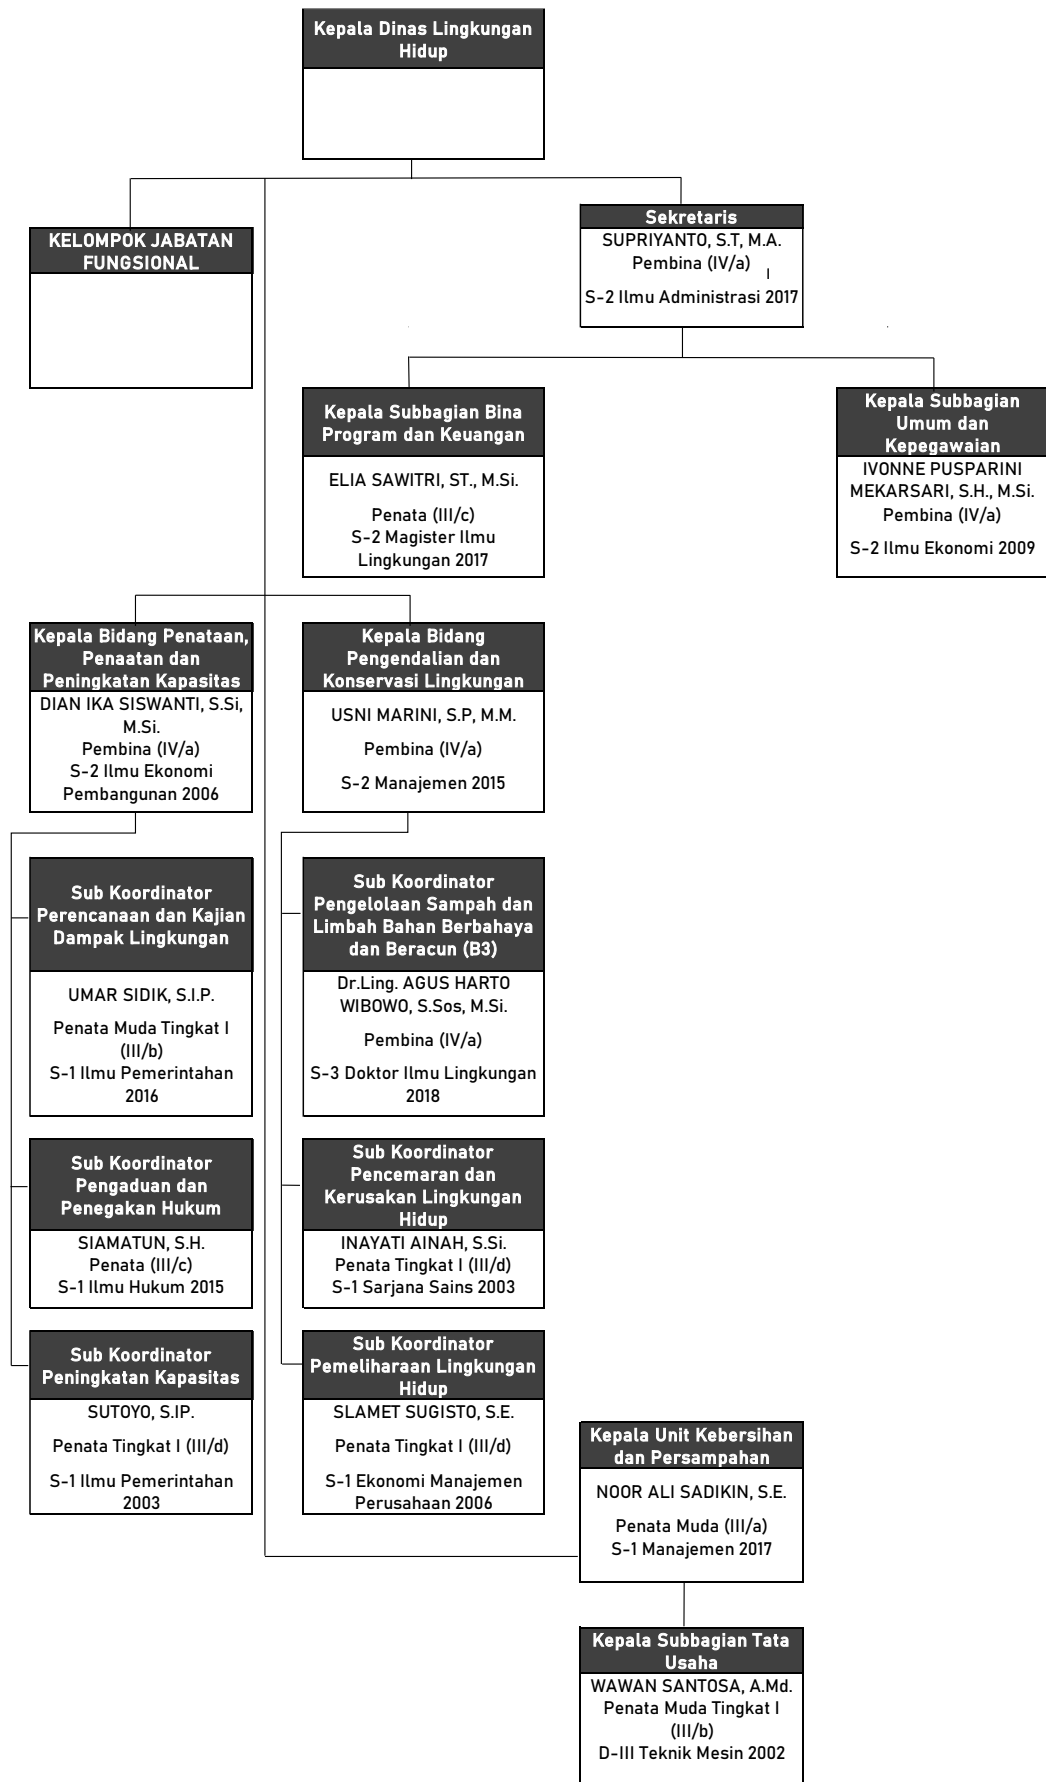 Kepala Dinas Lingkungan
Hidup
KELOMPOK JABATAN
FUNGSIONAL
Sekretaris
SUPRIYANTO, S.T, M.A.
Pembina (IV/a)
S-2 Ilmu Administrasi 2017
Kepala Subbagian Bina
Program dan Keuangan
ELIA SAWITRI, ST., M.Si.
Penata (III/c)
S-2 Magister Ilmu
Lingkungan 2017
Kepala Subbagian
Umum dan
Kepegawaian
IVONNE PUSPARINI
MEKARSARI, S.H., M.Si.
Pembina (IV/a)
S-2 Ilmu Ekonomi 2009
Kepala Bidang Penataan,
Penaatan dan
Peningkatan Kapasitas
DIAN IKA SISWANTI, S.Si,
M.Si.
Pembina (IV/a)
S-2 Ilmu Ekonomi
Pembangunan 2006
Kepala Bidang
Pengendalian dan
Konservasi Lingkungan
USNI MARINI, S.P, M.M.
Pembina (IV/a)
S-2 Manajemen 2015
Sub Koordinator
Perencanaan dan Kajian
Dampak Lingkungan
UMAR SIDIK, S.I.P.
Penata Muda Tingkat I
(III/b)
S-1 Ilmu Pemerintahan
2016
Sub Koordinator
Pengelolaan Sampah dan
Limbah Bahan Berbahaya
dan Beracun (B3)
Dr.Ling. AGUS HARTO
WIBOWO, S.Sos, M.Si.
Pembina (IV/a)
S-3 Doktor Ilmu Lingkungan
2018
Sub Koordinator
Pengaduan dan
Penegakan Hukum
SIAMATUN, S.H.
Penata (III/c)
S-1 Ilmu Hukum 2015
Sub Koordinator
Pencemaran dan
Kerusakan Lingkungan
Hidup
INAYATI AINAH, S.Si.
Penata Tingkat I (III/d)
S-1 Sarjana Sains 2003
Sub Koordinator
Peningkatan Kapasitas
SUTOYO, S.IP.
Penata Tingkat I (III/d)
S-1 Ilmu Pemerintahan
2003
Sub Koordinator
Pemeliharaan Lingkungan
Hidup
SLAMET SUGISTO, S.E.
Penata Tingkat I (III/d)
S-1 Ekonomi Manajemen
Perusahaan 2006
Kepala Unit Kebersihan
dan Persampahan
NOOR ALI SADIKIN, S.E.
Penata Muda (III/a)
S-1 Manajemen 2017
Kepala Subbagian Tata
Usaha
WAWAN SANTOSA, A.Md.
Penata Muda Tingkat I
(III/b)
D-III Teknik Mesin 2002